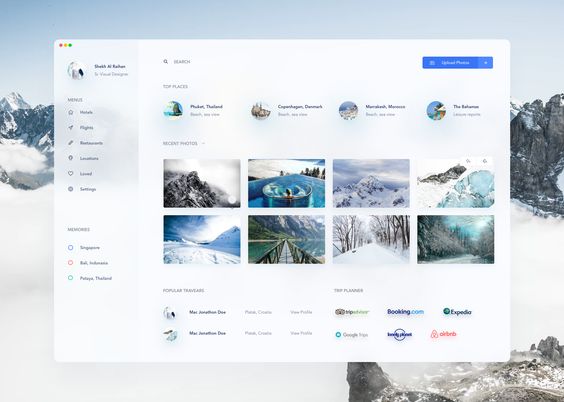 Shekh Al Raihan
Sr. Visual Designer
SEARCH
Upload Photos
MENUS
Hotels
Flights
Restaurants
Locations
Loved
Settings
MEMORIES
Singapore
Bali, Indonesia
Pataya, Thailand
TOP PLACES
Phuket, Thailand
Beach, sea view
Copenhagen, Danmark
Beach, sea view
Marrakesh, Morocco
Beach, sea view
The Bahamas
Leisure reports
RECENT PHOTOS
POPULAR TRAVEARS
Mac Jonathon Doe
Platak, Croatia
View Profile
Mac Jonathon Doe
Platak, Croatia
View Profile
TRIP PLANNER
tripadvisor
Booking.com
Expedia
Google Trips
lonely planet
airbnb